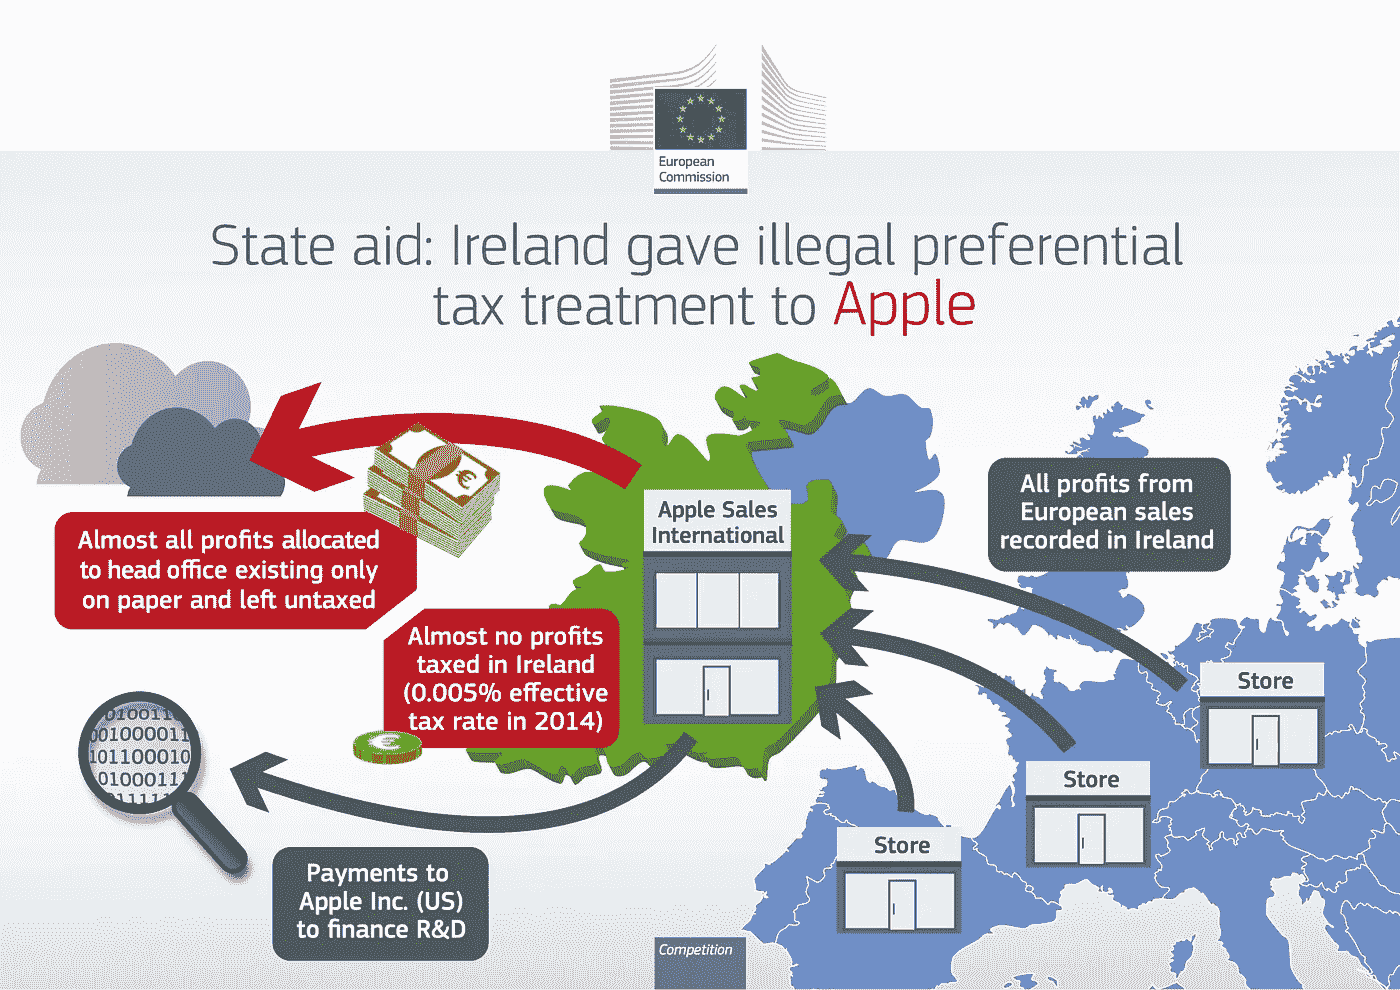 European
Commission
State aid: Ireland gave illegal preferential
tax treatment to Apple
Apple Sales
International
All profits from
European sales
recorded in Ireland
Almost all profits allocated
to head office existing only
on paper and left untaxed
Almost no profits
taxed in Ireland
(0.005% effective
tax rate in 2014)
Store
Store
Store
Payments to
Apple Inc. (US)
to finance R&D
Competition
€
€
001000011